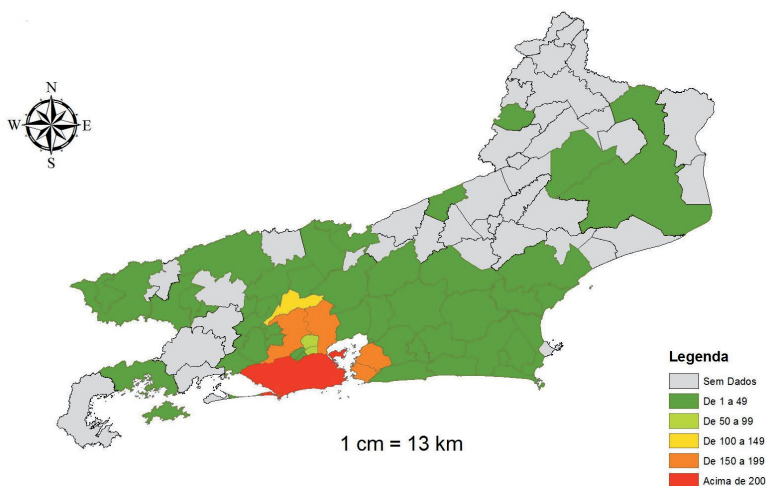 N
W E
S
1 cm = 13 km
Legenda
Sem Dados
De 1 a 49
De 50 a 99
De 100 a 149
De 150 a 199
Acima de 200